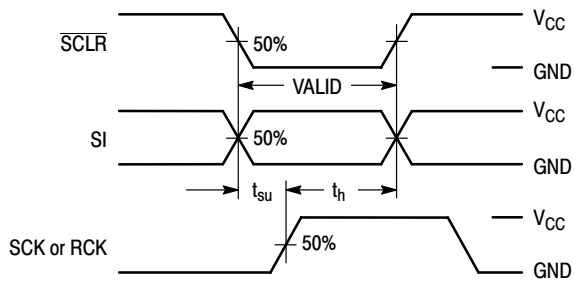 V_CC
SCLR 50%
GND
VALID
V_CC
SI 50%
GND
t_su t_h
V_CC
SCK or RCK 50%
GND